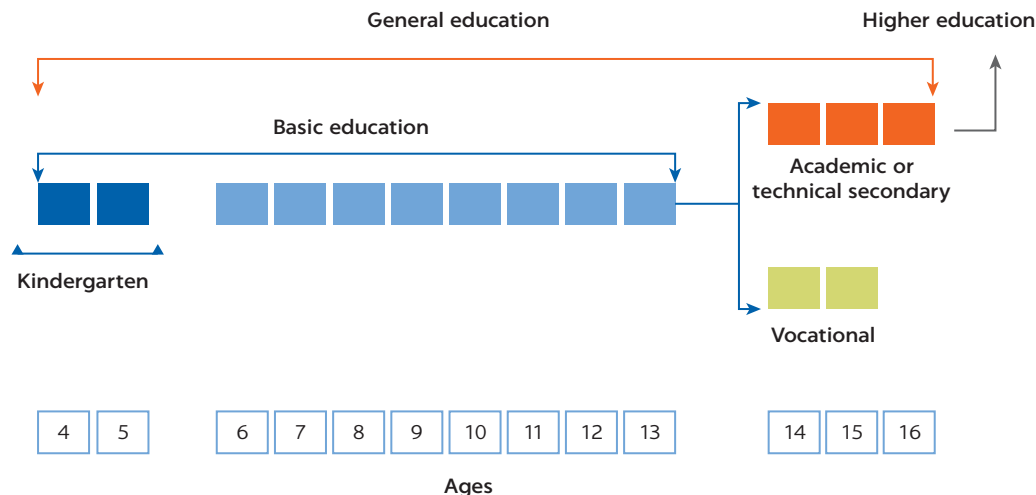 General education
Higher education
Basic education
Academic or
technical secondary
Kindergarten
Vocational
4 5 6 7 8 9 10 11 12 13 14 15 16
Ages